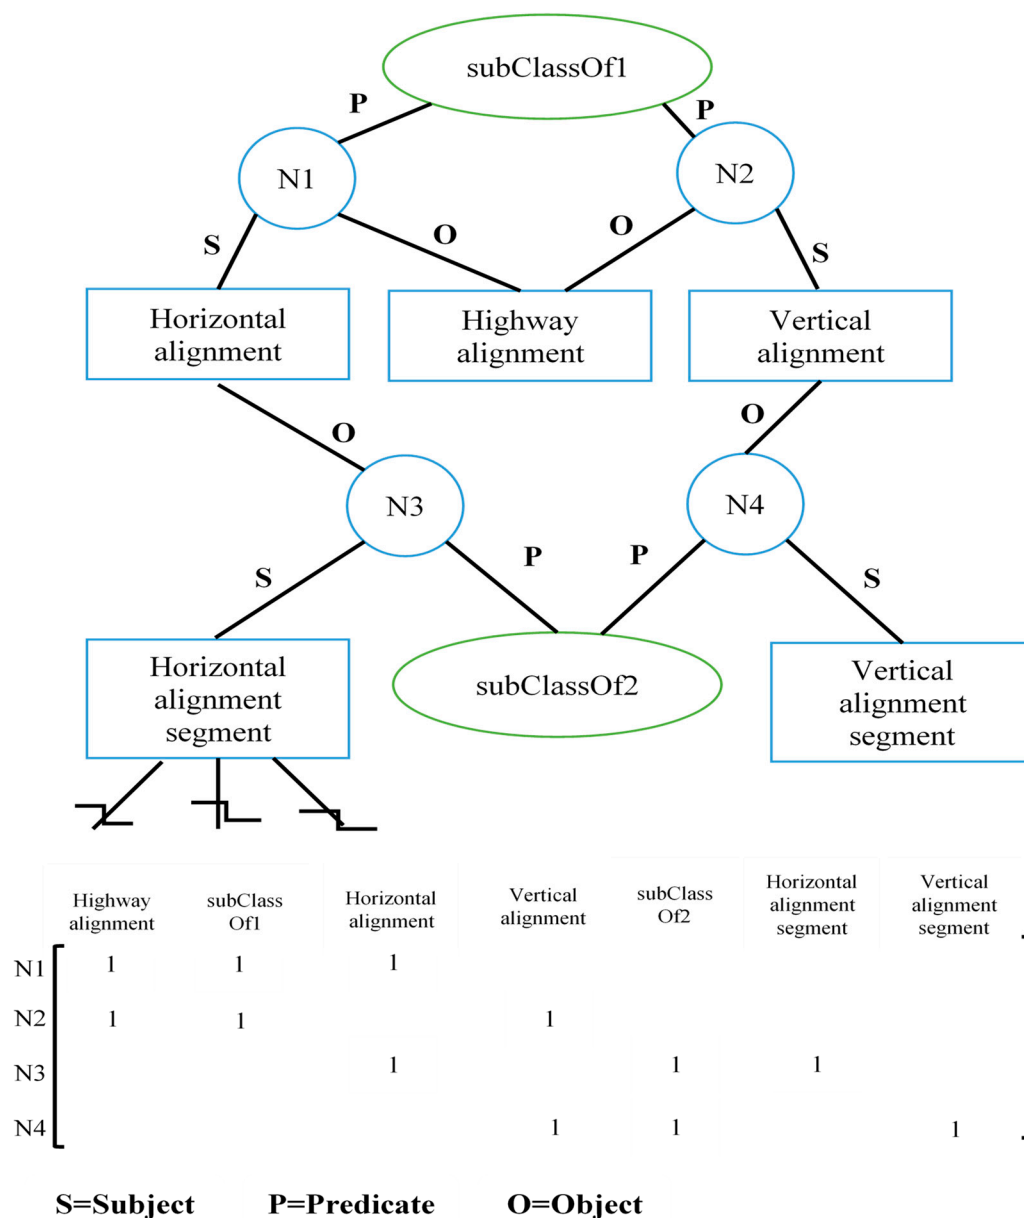 subClassOf1
P
P
N1
N2
S
O
O
S
Horizontal
alignment
Highway
alignment
Vertical
alignment
O
O
N3
N4
S
P
P
S
Horizontal
alignment
segment
subClassOf2
Vertical
alignment
segment
Highway
alignment
subClass
Of1
Horizontal
alignment
Vertical
alignment
subClass
Of2
Horizontal
alignment
segment
Vertical
alignment
segment
N1 1 1 1
N2 1 1 1
N3 1 1 1
N4 1 1 1
S=Subject P=Predicate O=Object